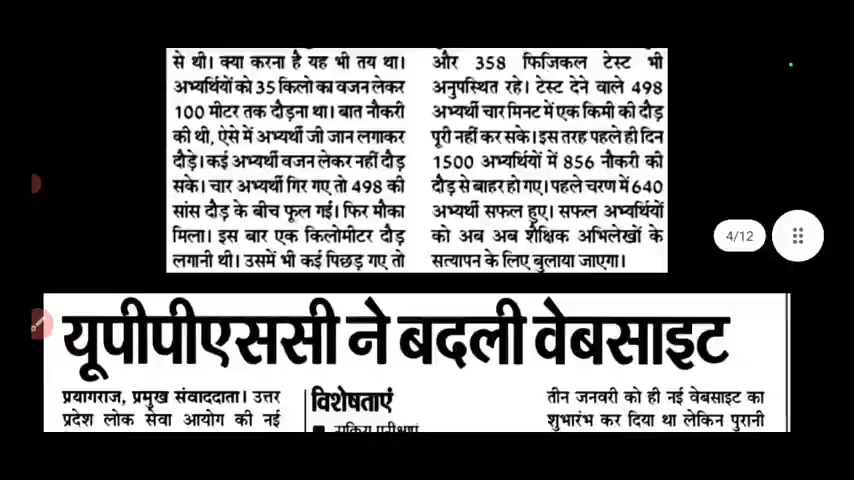 से थी। क्या करना है यह भी तय था।
अभ्यर्थियों को 35 किलो का वजन लेकर
100 मीटर तक दौड़ना था। बात नौकरी
की थी, ऐसे में अभ्यर्थी जी जान लगाकर
दौड़े। कई अभ्यर्थी वजन लेकर नहीं दौड़
सके। चार अभ्यर्थी गिर गए तो 498 की
सांस दौड़ के बीच फूल गई। फिर मौका
मिला। इस बार एक किलोमीटर दौड़
लगानी थी। उसमें भी कई पिछड़ गए तो
और 358 फिजिकल टेस्ट भी
अनुपस्थित रहे। टेस्ट देने वाले 498
अभ्यर्थी चार मिनट में एक किमी की दौड़
पूरी नहीं कर सके। इस तरह पहले ही दिन
1500 अभ्यर्थियों में 856 नौकरी की
दौड़ से बाहर हो गए। पहले चरण में 640
अभ्यर्थी सफल हुए। सफल अभ्यर्थियों
को अब अब शैक्षिक अभिलेखों के
सत्यापन के लिए बुलाया जाएगा।
4/12
यूपीपीएससी ने बदली वेबसाइट
प्रयागराज, प्रमुख संवाददाता। उत्तर
प्रदेश लोक सेवा आयोग की नई
विशेषताएं
तीन जनवरी को ही नई वेबसाइट का
शुभारंभ कर दिया था लेकिन पुरानी